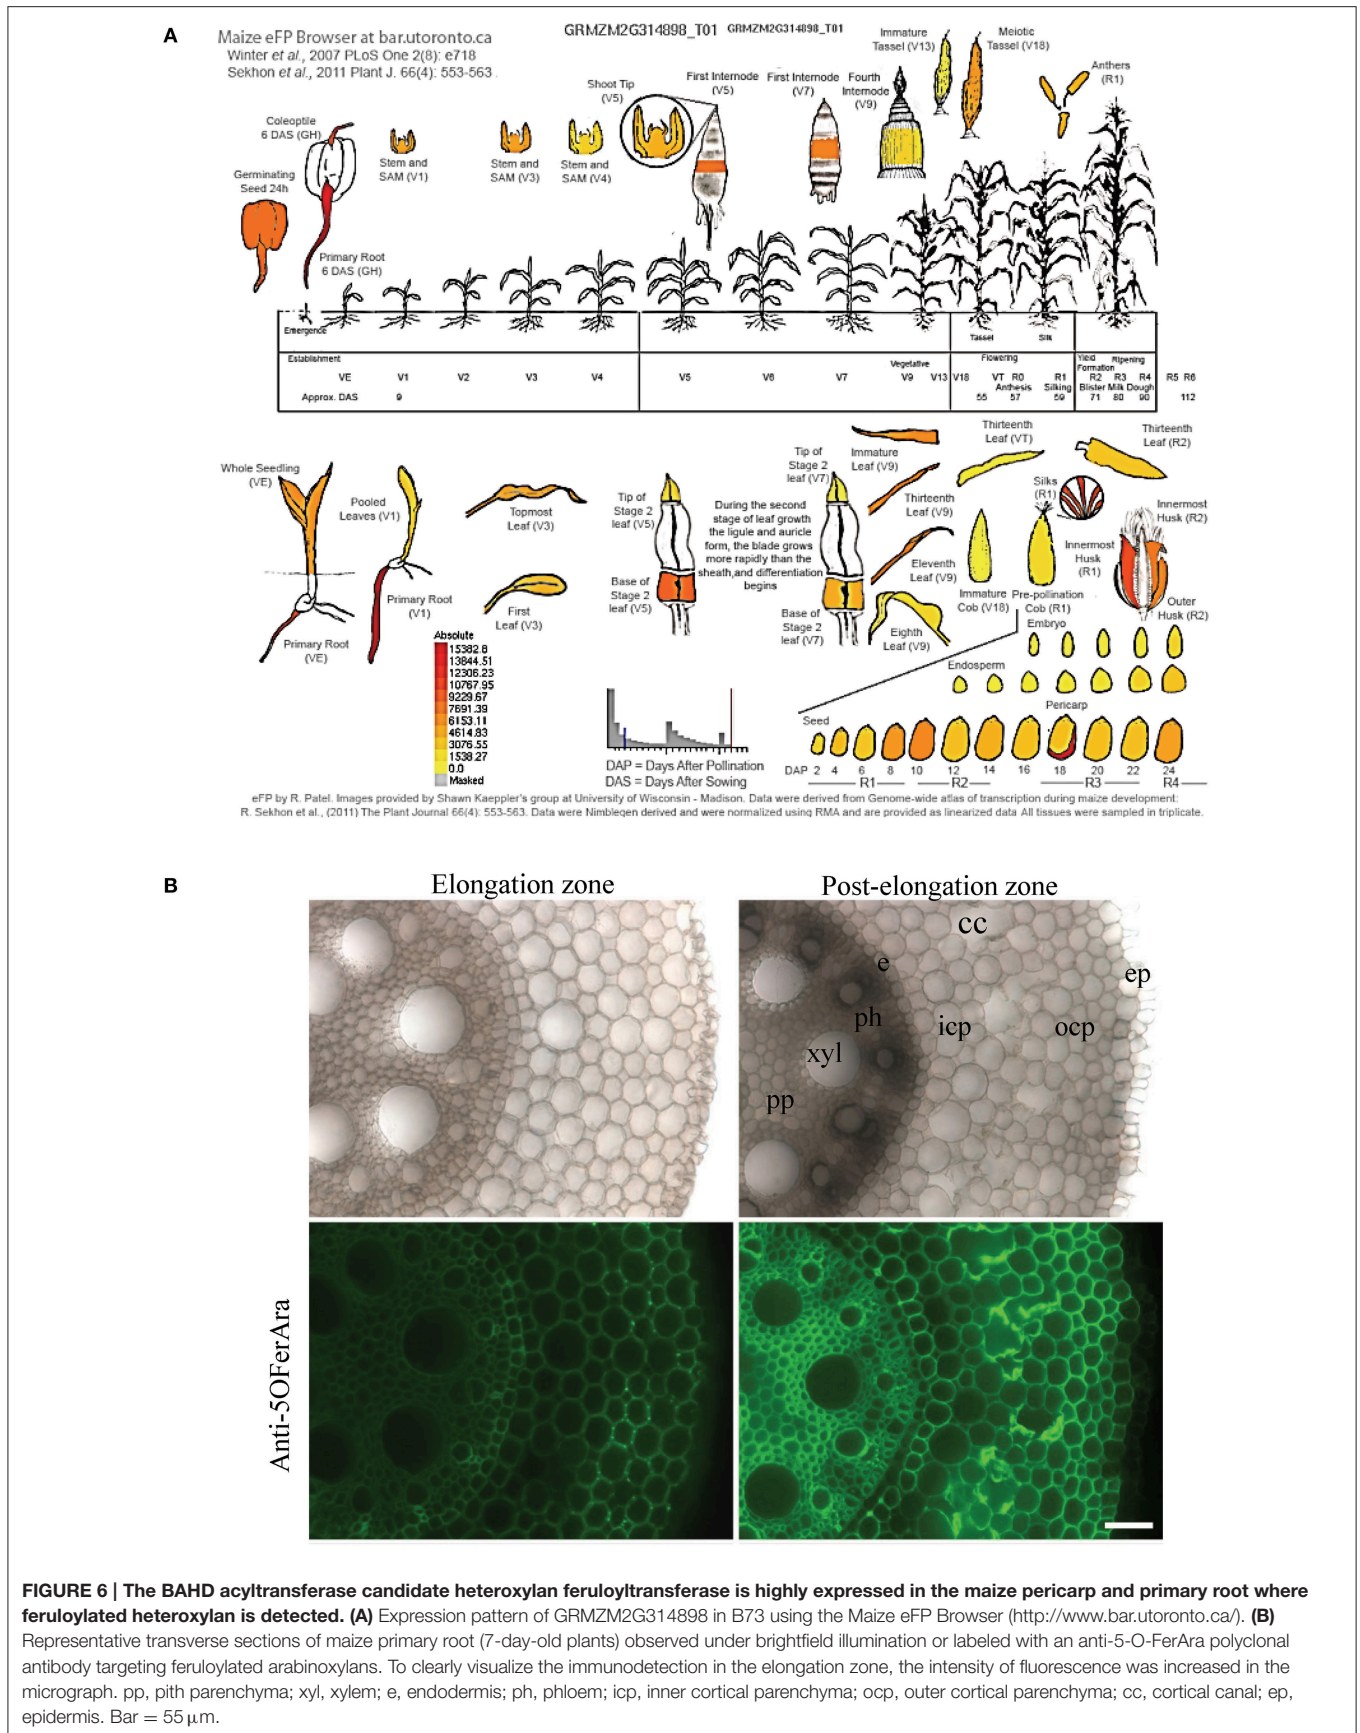 A
Maize eFP Browser at bar.utoronto.ca
Winter et al., 2007 PLoS One 2(8): e718
Sekhon et al., 2011 Plant J. 66(4): 553-563
GRMZM2G314898_T01 GRMZM2G314898_T01
Coleoptile
6 DAS (GH)
Germinating
Seed 24h
Primary Root
6 DAS (GH)
Stem and
SAM (V1)
Stem and
SAM (V3)
Stem and
SAM (V4)
Shoot Tip
(V5)
First Internode
(V5)
First Internode
(V7)
Fourth
Internode
(V9)
Immature
Tassel (V13)
Meiotic
Tassel (V18)
Anthers
(R1)
Emergence
Tassel
Silk
Establishment
Vegetative
Flowering
Yield
Formation
Ripening
VE V1 V2 V3 V4 V5 V6 V7 V9 V13 V18 VT R0 R1 R2 R3 R4 R5 R6
Anthesis Silking Blister Milk Dough
Approx. DAS 9 55 57 59 71 80 90 112
Whole Seedling
(VE)
Primary Root
(VE)
Pooled
Leaves (V1)
Primary Root
(V1)
Topmost
Leaf (V3)
First
Leaf (V3)
Tip of
Stage 2
leaf (V5)
Base of
Stage 2
leaf (V5)
During the second
stage of leaf growth
the ligule and auricle
form, the blade grows
more rapidly than the
sheath,and differentiation
begins
Tip of
Stage 2
leaf (V7)
Base of
Stage 2
leaf (V7)
Immature
Leaf (V9)
Thirteenth
Leaf (V9)
Eleventh
Leaf (V9)
Eighth
Leaf (V9)
Thirteenth
Leaf (VT)
Thirteenth
Leaf (R2)
Silks
(R1)
Immature
Cob (V18)
Pre-pollination
Cob (R1)
Innermost
Husk (R1)
Innermost
Husk (R2)
Outer
Husk (R2)
Embryo
Endosperm
Pericarp
Seed
DAP 2 4 6 8 10 12 14 16 18 20 22 24
R1 R2 R3 R4
Absolute
15382.8
13844.51
12306.23
10767.95
9229.67
7691.39
6153.11
4614.83
3076.55
1538.27
0.0
Masked
DAP = Days After Pollination
DAS = Days After Sowing
eFP by R. Patel. Images provided by Shawn Kaeppler's group at University of Wisconsin - Madison. Data were derived from Genome-wide atlas of transcription during maize development:
R. Sekhon et al., (2011) The Plant Journal 66(4): 553-563. Data were Nimblegen derived and were normalized using RMA and are provided as linearized data All tissues were sampled in triplicate.
B
Elongation zone
Post-elongation zone
cc
e
ep
ph
icp
ocp
xyl
pp
Anti-5OFerAra
FIGURE 6 | The BAHD acyltransferase candidate heteroxylan feruloyltransferase is highly expressed in the maize pericarp and primary root where
feruloylated heteroxylan is detected. (A) Expression pattern of GRMZM2G314898 in B73 using the Maize eFP Browser (http://www.bar.utoronto.ca/). (B)
Representative transverse sections of maize primary root (7-day-old plants) observed under brightfield illumination or labeled with an anti-5-O-FerAra polyclonal
antibody targeting feruloylated arabinoxylans. To clearly visualize the immunodetection in the elongation zone, the intensity of fluorescence was increased in the
micrograph. pp, pith parenchyma; xyl, xylem; e, endodermis; ph, phloem; icp, inner cortical parenchyma; ocp, outer cortical parenchyma; cc, cortical canal; ep,
epidermis. Bar = 55 μm.